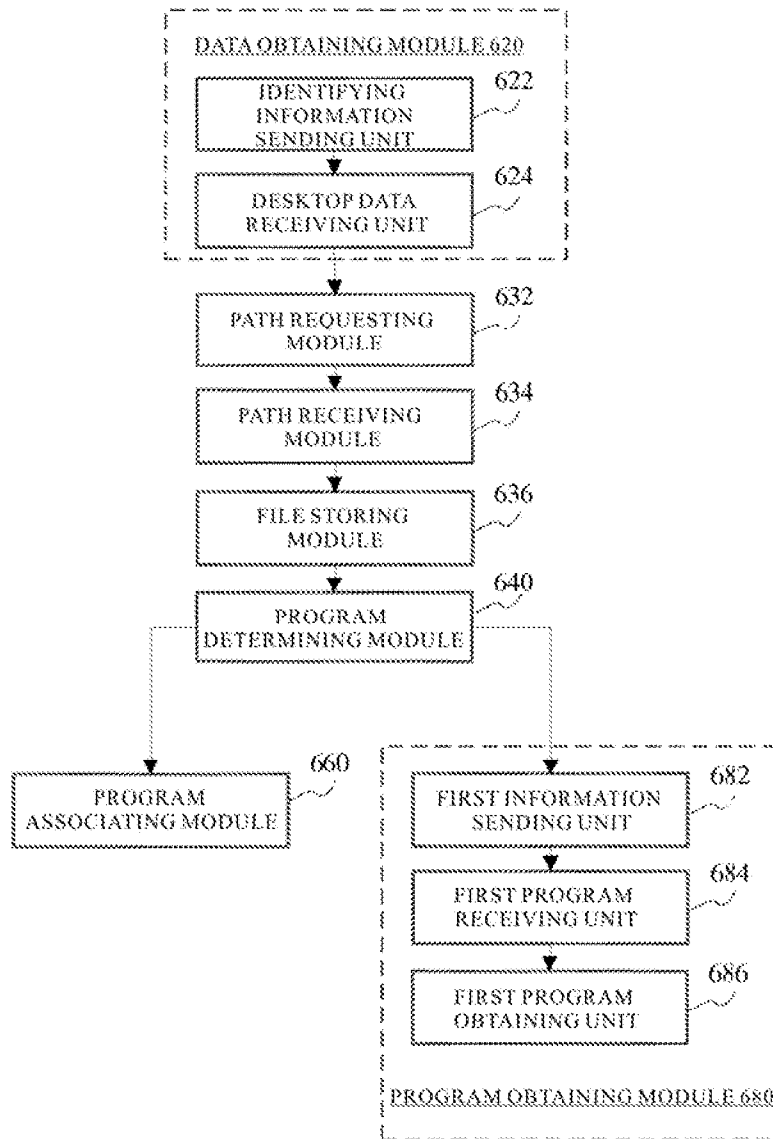 DATA OBTAINING MODULE 620
622
IDENTIFYING
INFORMATION
SENDING UNIT
624
DESKTOP DATA
RECEIVING UNIT
632
PATH REQUESTING
MODULE
634
PATH RECEIVING
MODULE
636
FILE STORING
MODULE
640
PROGRAM
DETERMINING MODULE
660
PROGRAM
ASSOCIATING MODULE
682
FIRST INFORMATION
SENDING UNIT
684
FIRST PROGRAM
RECEIVING UNIT
686
FIRST PROGRAM
OBTAINING UNIT
PROGRAM OBTAINING MODULE 680